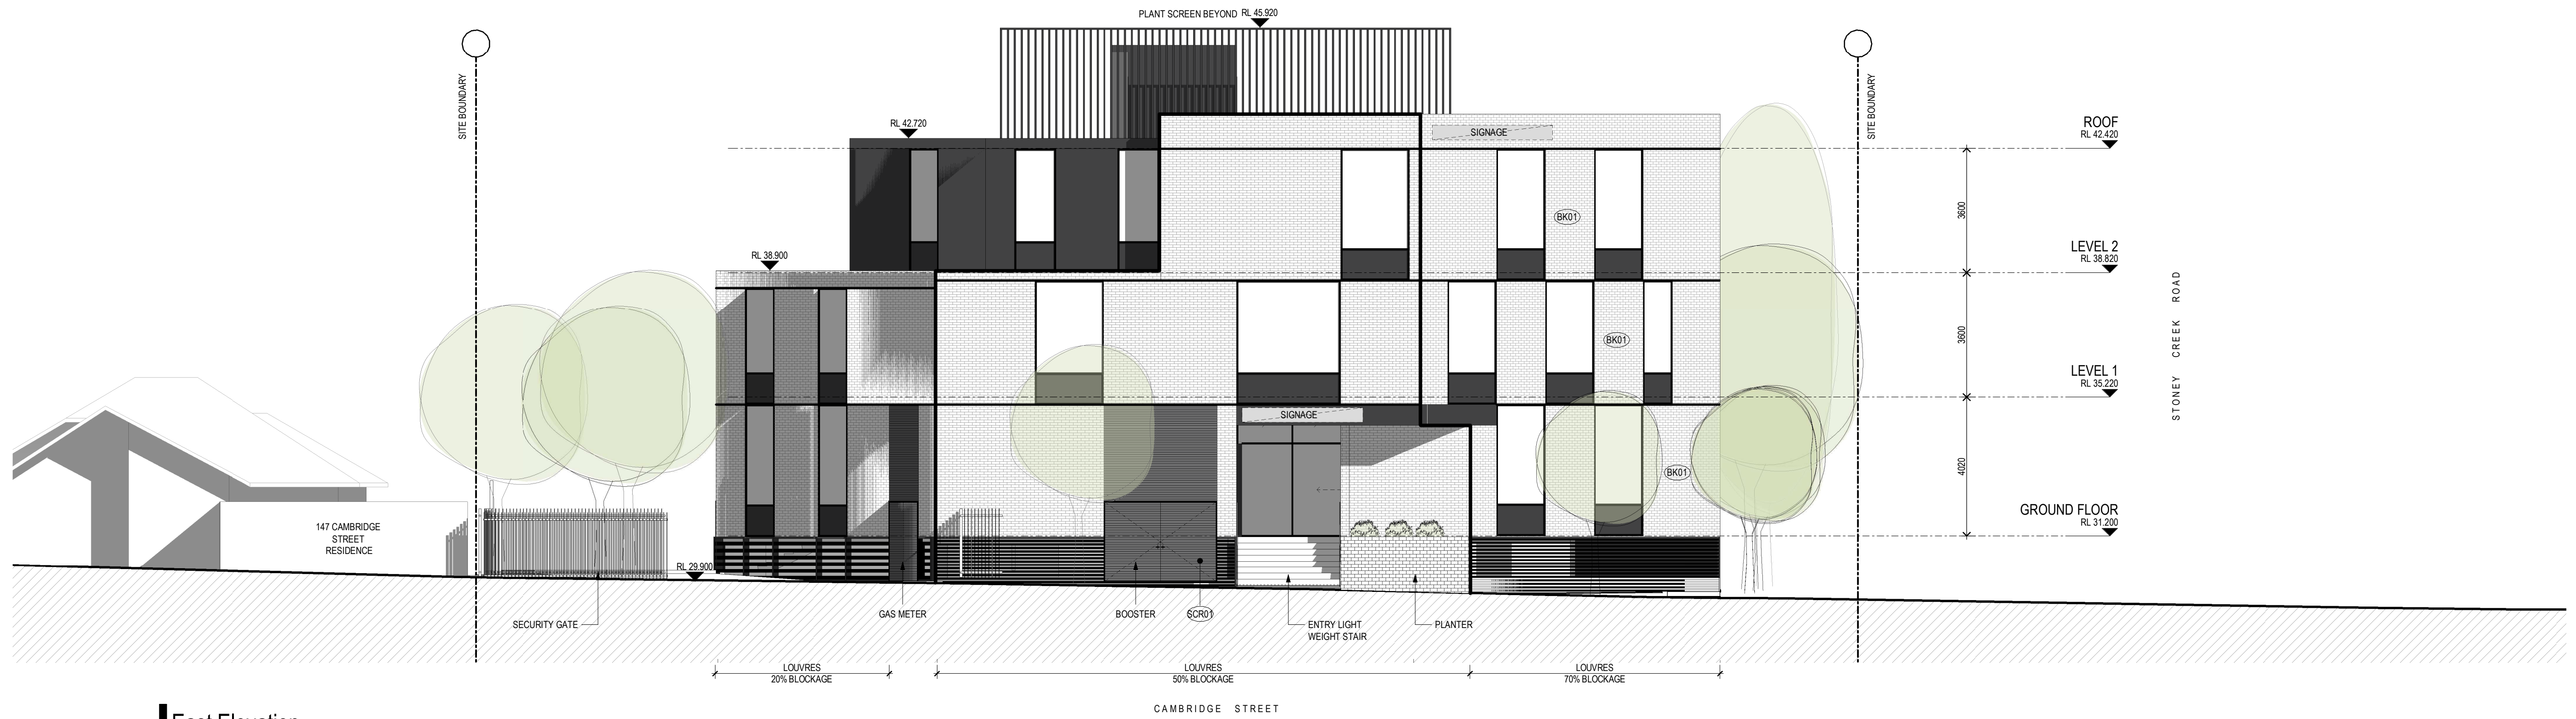 PLANT SCREEN BEYOND RL 45.920
SITE BOUNDARY
SITE BOUNDARY
RL 42.720
SIGNAGE
ROOF
RL 42.420
BK01
3600
RL 38.900
LEVEL 2
RL 38.820
STONEY CREEK ROAD
BK01
3600
LEVEL 1
RL 35.220
SIGNAGE
BK01
4020
GROUND FLOOR
RL 31.200
147 CAMBRIDGE
STREET
RESIDENCE
RL 29.900
GAS METER
BOOSTER
SCR01
SECURITY GATE
ENTRY LIGHT
WEIGHT STAIR
PLANTER
LOUVRES
20% BLOCKAGE
LOUVRES
50% BLOCKAGE
LOUVRES
70% BLOCKAGE
CAMBRIDGE STREET
East Elevation